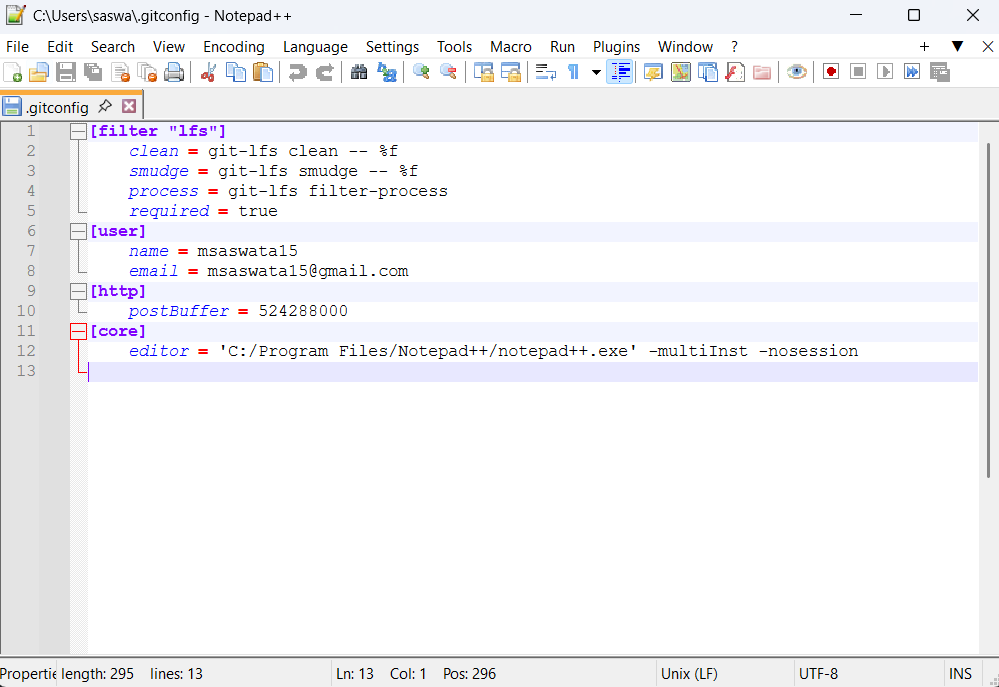 C:\Users\saswa\.gitconfig - Notepad++
File Edit Search View Encoding Language Settings Tools Macro Run Plugins Window ? + ▼ X
.gitconfig
1 [filter "lfs"]
2 clean = git-lfs clean -- %f
3 smudge = git-lfs smudge -- %f
4 process = git-lfs filter-process
5 required = true
6 [user]
7 name = msaswata15
8 email = msaswata15@gmail.com
9 [http]
10 postBuffer = 524288000
11 [core]
12 editor = 'C:/Program Files/Notepad++/notepad++.exe' -multiInst -nosession
13
Propertie length: 295 lines: 13 Ln: 13 Col: 1 Pos: 296 Unix (LF) UTF-8 INS